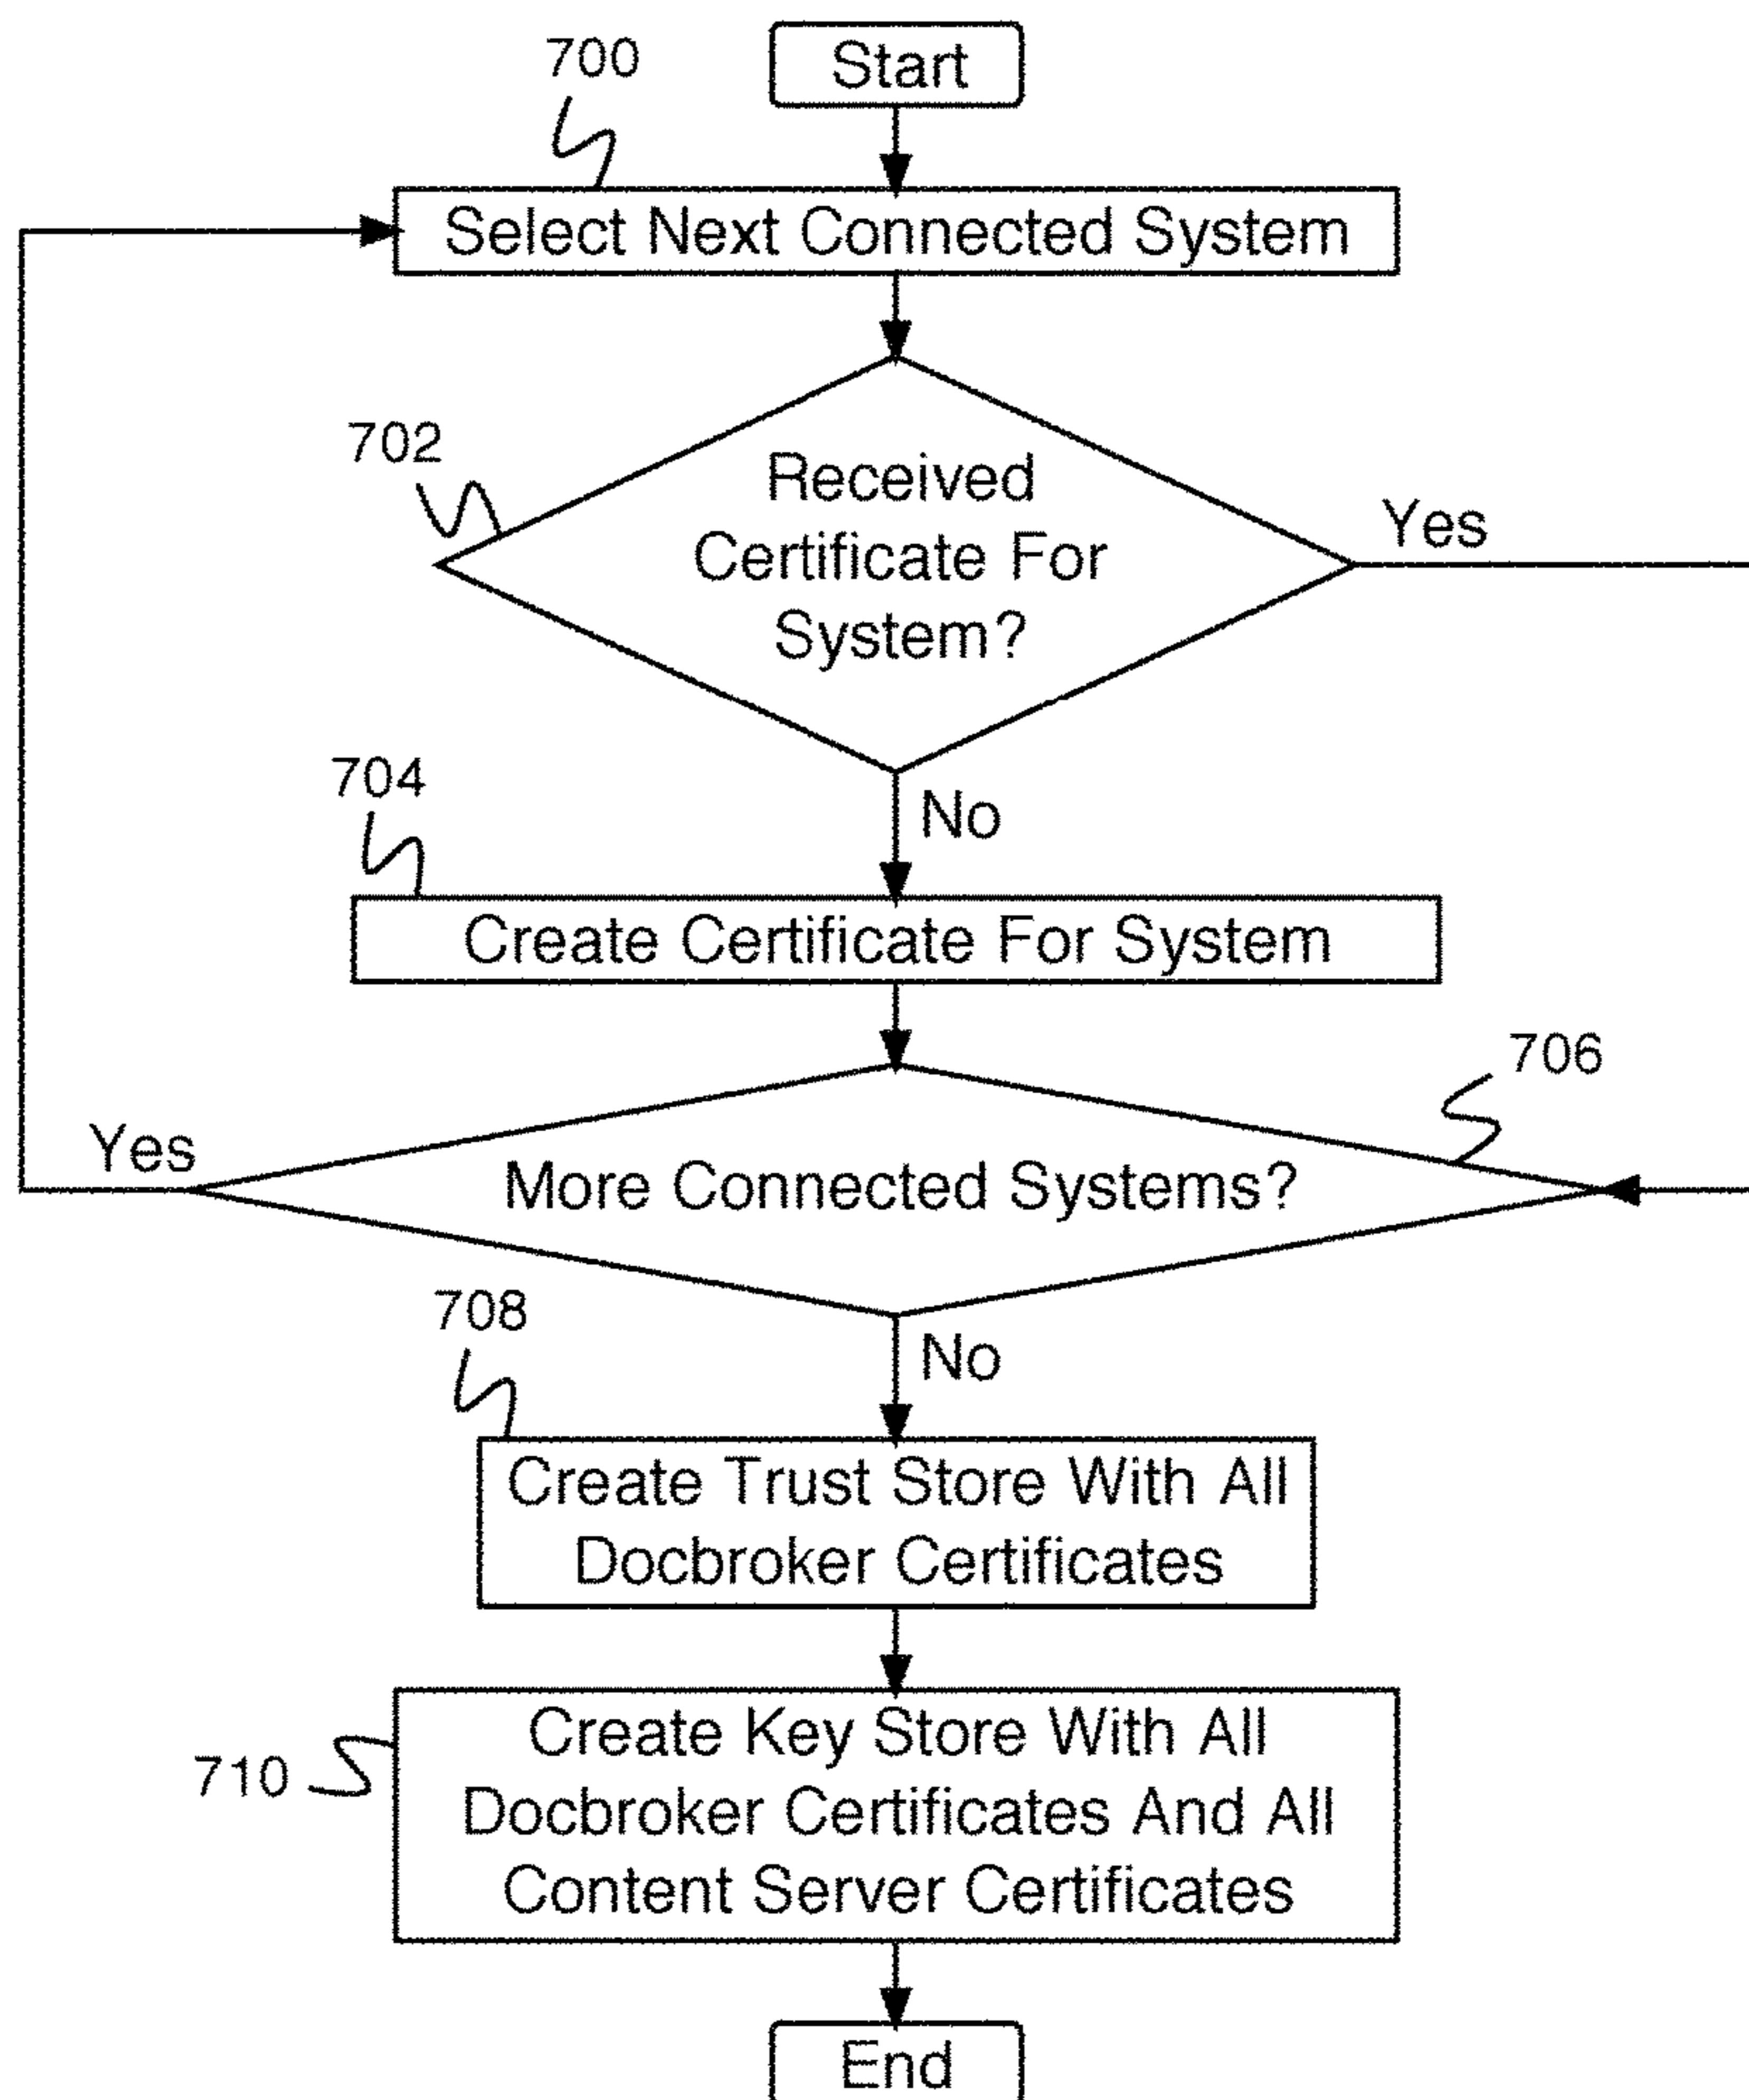 Start
700
Select Next Connected System
702
Received
Certificate For
System?
Yes
No
704
Create Certificate For System
706
Yes
More Connected Systems?
No
708
Create Trust Store With All
Docbroker Certificates
710
Create Key Store With All
Docbroker Certificates And All
Content Server Certificates
End